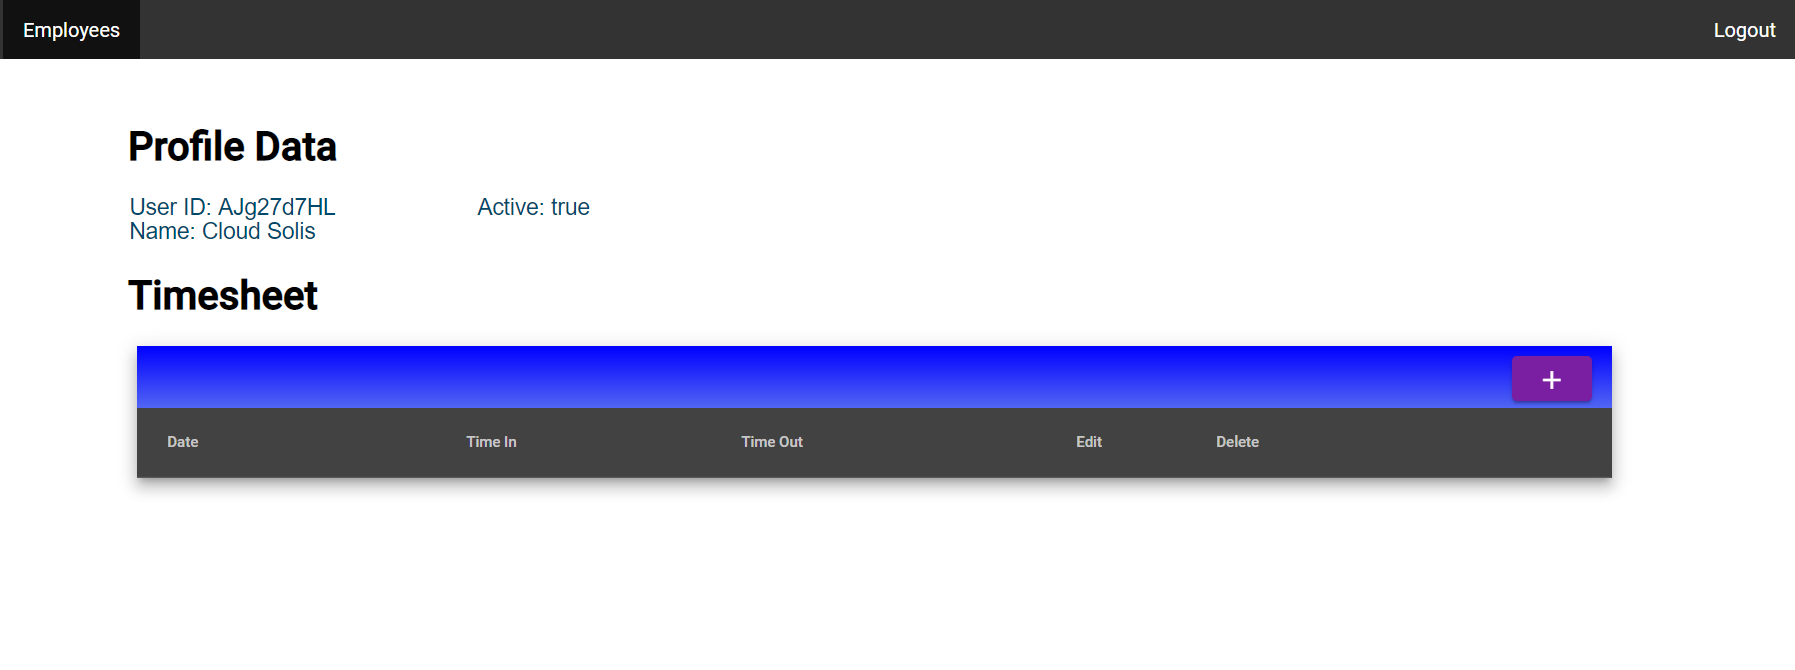 Employees Logout
Profile Data
User ID: AJg27d7HL Active: true
Name: Cloud Solis
Timesheet
+
Date Time In Time Out Edit Delete